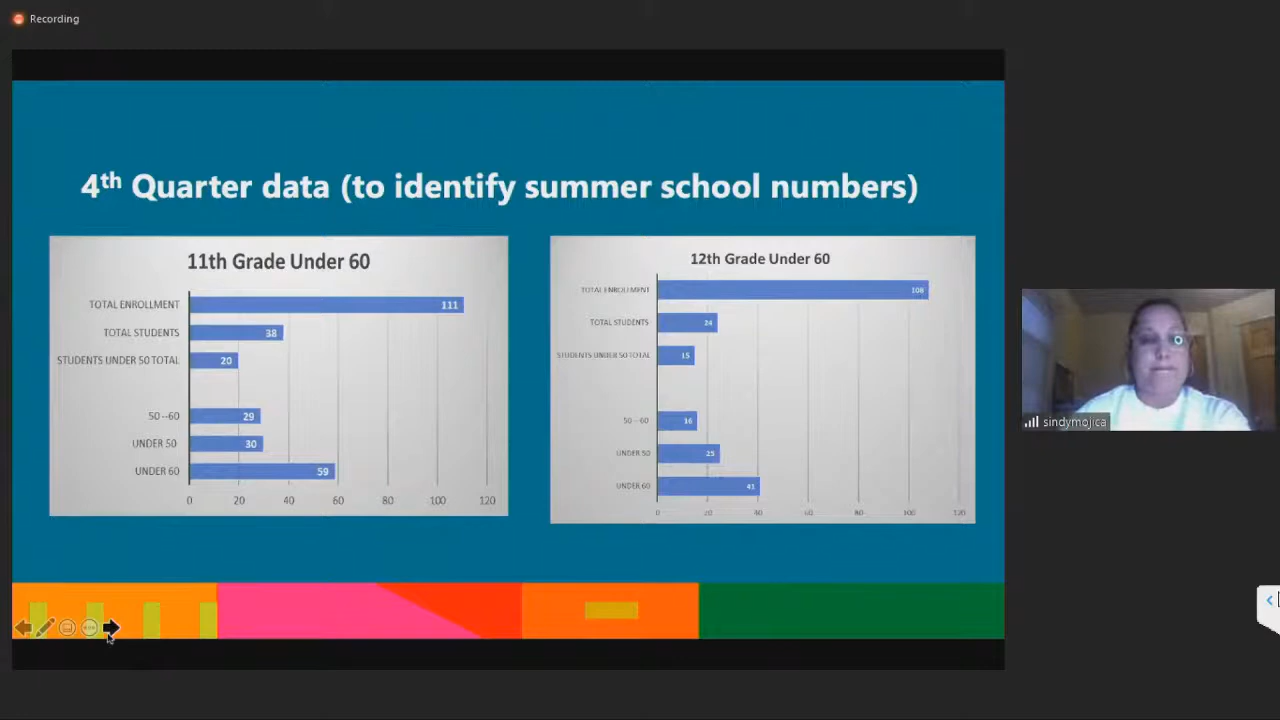 Recording
4th Quarter data (to identify summer school numbers)
11th Grade Under 60
TOTAL ENROLLMENT
111
TOTAL STUDENTS
38
STUDENTS UNDER 50 TOTAL
20
50 --60
29
UNDER 50
30
UNDER 60
59
0 20 40 60 80 100 120
12th Grade Under 60
TOTAL ENROLLMENT
108
TOTAL STUDENTS
24
STUDENTS UNDER 50 TOTAL
15
50 --60
16
UNDER 50
25
UNDER 60
41
0 20 40 60 80 100 120
sindymojica